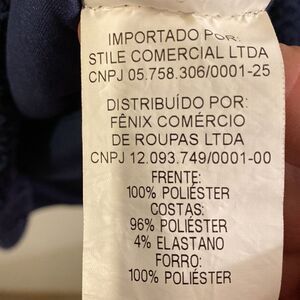 IMPORTADO POR:
STILE COMERCIAL LTDA
CNPJ 05.758.306/0001-25
DISTRIBUÍDO POR:
FÊNIX COMÉRCIO
DE ROUPAS LTDA
CNPJ 12.093.749/0001-00
FRENTE:
100% POLIÉSTER
COSTAS:
96% POLIÉSTER
4% ELASTANO
FORRO:
100% POLIÉSTER